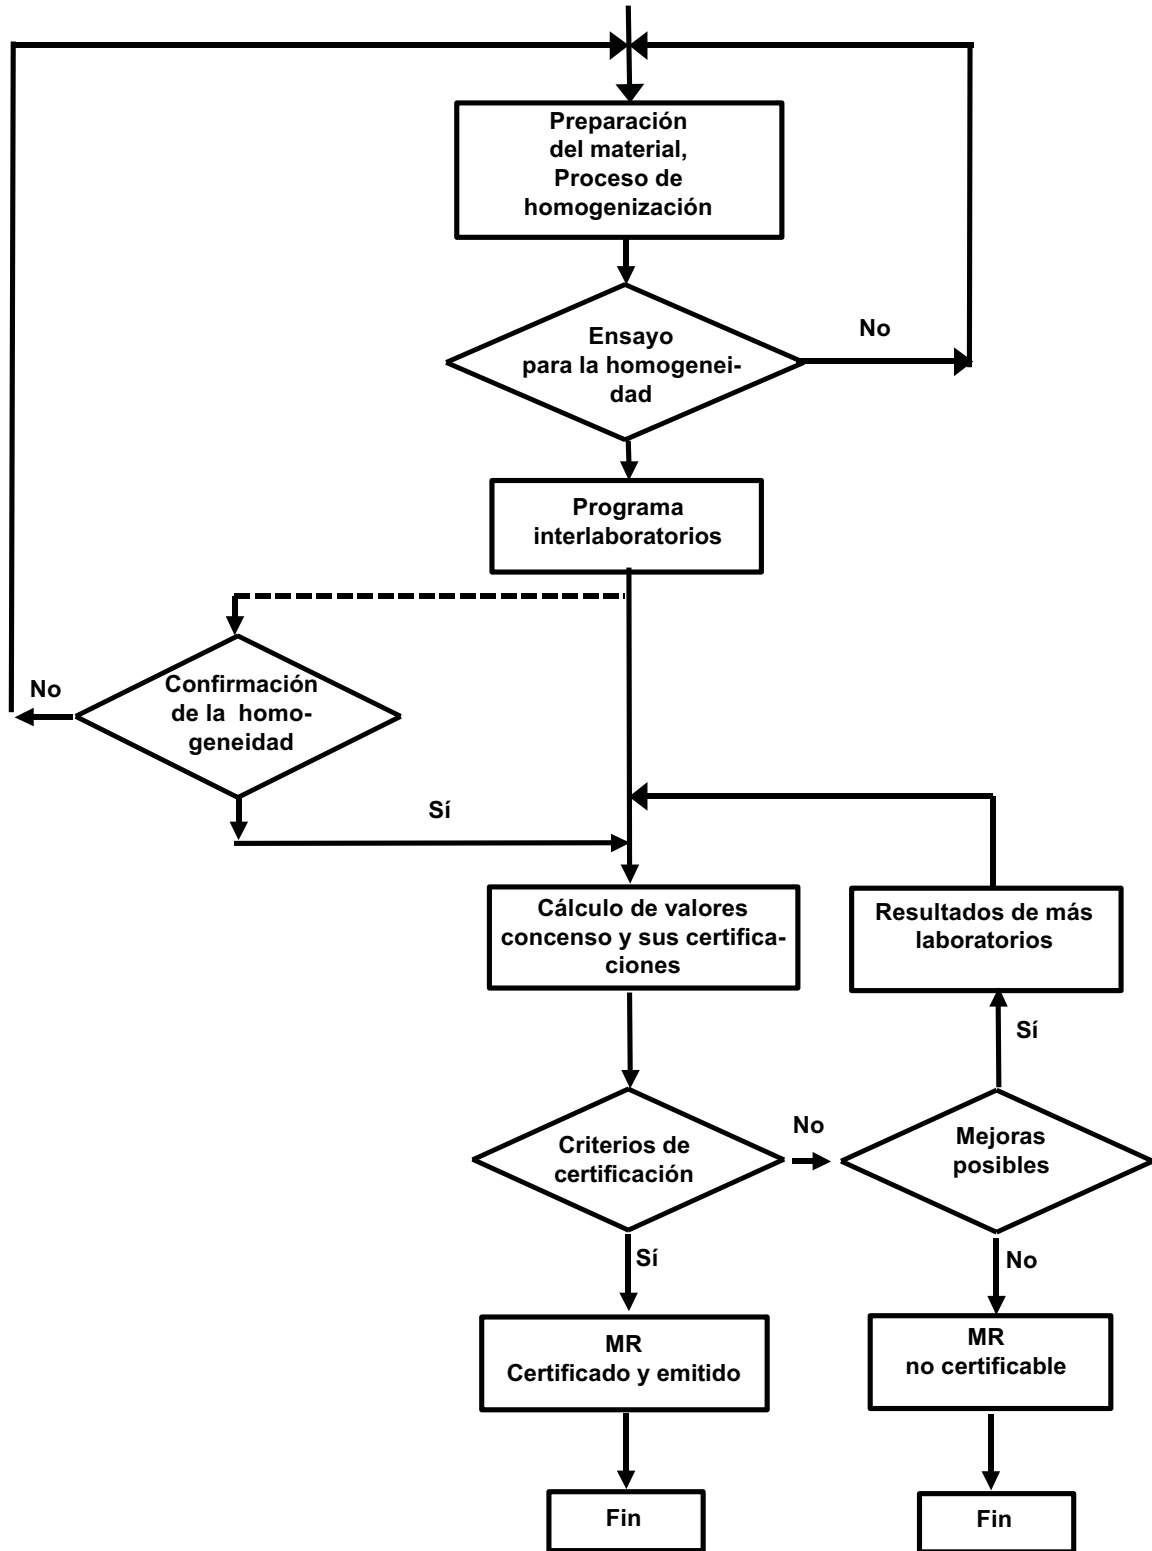 Preparación
del material,
Proceso de
homogenización
Ensayo
para la homogenei-
dad
No
Programa
interlaboratorios
No
Confirmación
de la homo-
geneidad
Sí
Cálculo de valores
concenso y sus certifica-
ciones
Resultados de más
laboratorios
Sí
Criterios de
certificación
No
Mejoras
posibles
Sí
No
MR
Certificado y emitido
MR
no certificable
Fin
Fin